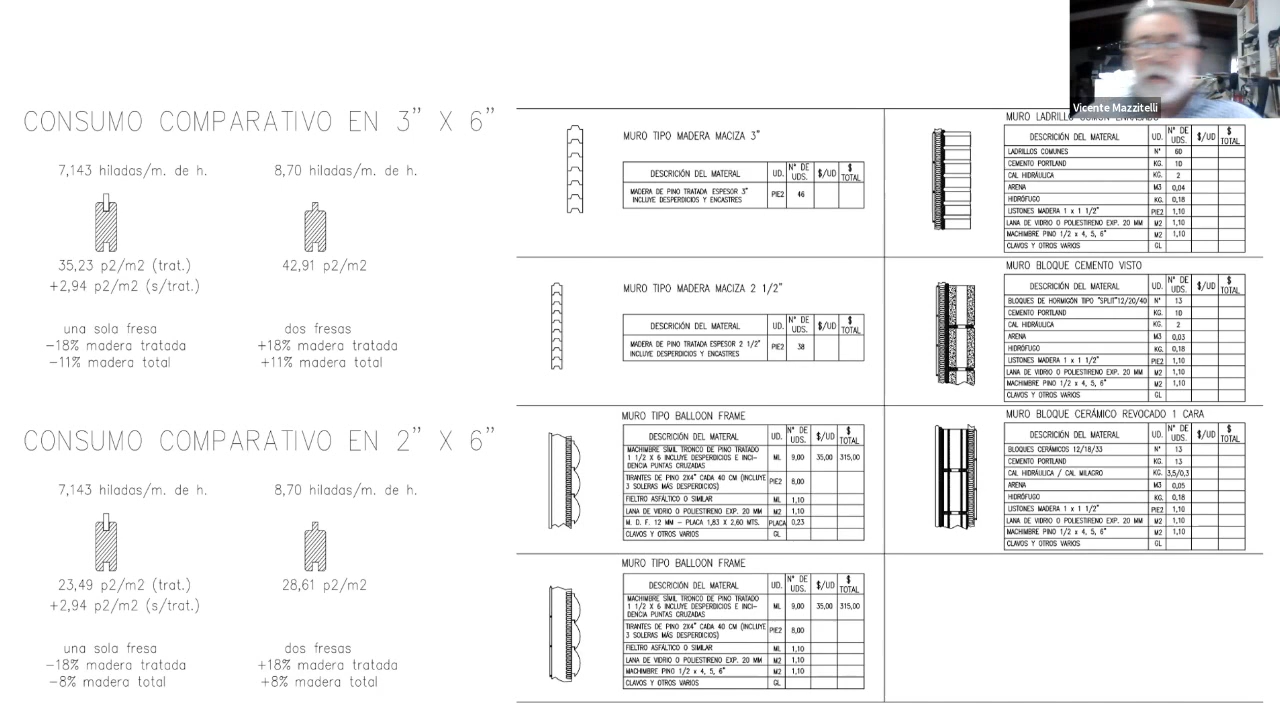 Vicente Mazzitelli
CONSUMO COMPARATIVO EN 3” X 6”
7,143 hiladas/m. de h.
8,70 hiladas/m. de h.
35,23 p2/m2 (trat.)
+2,94 p2/m2 (s/trat.)
42,91 p2/m2
una sola fresa
-18% madera tratada
-11% madera total
dos fresas
+18% madera tratada
+11% madera total
CONSUMO COMPARATIVO EN 2” X 6”
7,143 hiladas/m. de h.
8,70 hiladas/m. de h.
23,49 p2/m2 (trat.)
+2,94 p2/m2 (s/trat.)
28,61 p2/m2
una sola fresa
-18% madera tratada
-8% madera total
dos fresas
+18% madera tratada
+8% madera total
MURO TIPO MADERA MACIZA 3”
DESCRICIÓN DEL MATERAL UD. N° DE UDS. $/UD $ TOTAL
MADERA DE PINO TRATADA ESPESOR 3” PIE2 46
INCLUYE DESPERDICIOS Y ENCASTRES
MURO TIPO MADERA MACIZA 2 1/2”
DESCRICIÓN DEL MATERAL UD. N° DE UDS. $/UD $ TOTAL
MADERA DE PINO TRATADA ESPESOR 2 1/2” PIE2 38
INCLUYE DESPERDICIOS Y ENCASTRES
MURO TIPO BALLOON FRAME
DESCRICIÓN DEL MATERAL UD. N° DE UDS. $/UD $ TOTAL
MACHIMBRE SÍMIL TRONCO DE PINO TRATADO
1 1/2 X 6 INCLUYE DESPERDICIOS E INCI- ML 9,00 35,00 315,00
DENCIA PUNTAS CRUZADAS
TIRANTES DE PINO 2X4” CADA 40 CM (INCLUYE PIE2 8,00
3 SOLERAS MÁS DESPERDICIOS)
FIELTRO ASFÁLTICO O SIMILAR ML 1,10
LANA DE VIDRIO O POLIESTIRENO EXP. 20 MM M2 1,10
M. D. F. 12 MM - PLACA 1,83 X 2,60 MTS. PLACA 0,23
CLAVOS Y OTROS VARIOS GL
MURO TIPO BALLOON FRAME
DESCRICIÓN DEL MATERAL UD. N° DE UDS. $/UD $ TOTAL
MACHIMBRE SÍMIL TRONCO DE PINO TRATADO
1 1/2 X 6 INCLUYE DESPERDICIOS E INCI- ML 9,00 35,00 315,00
DENCIA PUNTAS CRUZADAS
TIRANTES DE PINO 2X4” CADA 40 CM (INCLUYE PIE2 8,00
3 SOLERAS MÁS DESPERDICIOS)
FIELTRO ASFÁLTICO O SIMILAR ML 1,10
LANA DE VIDRIO O POLIESTIRENO EXP. 20 MM M2 1,10
MACHIMBRE PINO 1/2 x 4, 5, 6” M2 1,10
CLAVOS Y OTROS VARIOS GL
MURO LADRILLO
DESCRICIÓN DEL MATERAL UD. N° DE UDS. $/UD $ TOTAL
LADRILLOS COMUNES N° 60
CEMENTO PORTLAND KG. 10
CAL HIDRÁULICA KG. 2
ARENA M3 0,04
HIDRÓFUGO KG. 0,18
LISTONES MADERA 1 x 1 1/2” PIE2 1,10
LANA DE VIDRIO O POLIESTIRENO EXP. 20 MM M2 1,10
MACHIMBRE PINO 1/2 x 4, 5, 6” M2 1,10
CLAVOS Y OTROS VARIOS GL
MURO BLOQUE CEMENTO VISTO
DESCRICIÓN DEL MATERAL UD. N° DE UDS. $/UD $ TOTAL
BLOQUES DE HORMIGÓN TIPO “SPLIT”12/20/40 N° 13
CEMENTO PORTLAND KG. 10
CAL HIDRÁULICA KG. 2
ARENA M3 0,03
HIDRÓFUGO KG. 0,18
LISTONES MADERA 1 x 1 1/2” PIE2 1,10
LANA DE VIDRIO O POLIESTIRENO EXP. 20 MM M2 1,10
MACHIMBRE PINO 1/2 x 4, 5, 6” M2 1,10
CLAVOS Y OTROS VARIOS GL
MURO BLOQUE CERÁMICO REVOCADO 1 CARA
DESCRICIÓN DEL MATERAL UD. N° DE UDS. $/UD $ TOTAL
BLOQUES CERÁMICOS 12/18/33 N° 13
CEMENTO PORTLAND KG. 13
CAL HIDRÁULICA / CAL MILAGRO KG. 3,5/0,3
ARENA M3 0,05
HIDRÓFUGO KG. 0,18
LISTONES MADERA 1 x 1 1/2” PIE2 1,10
LANA DE VIDRIO O POLIESTIRENO EXP. 20 MM M2 1,10
MACHIMBRE PINO 1/2 x 4, 5, 6” M2 1,10
CLAVOS Y OTROS VARIOS GL